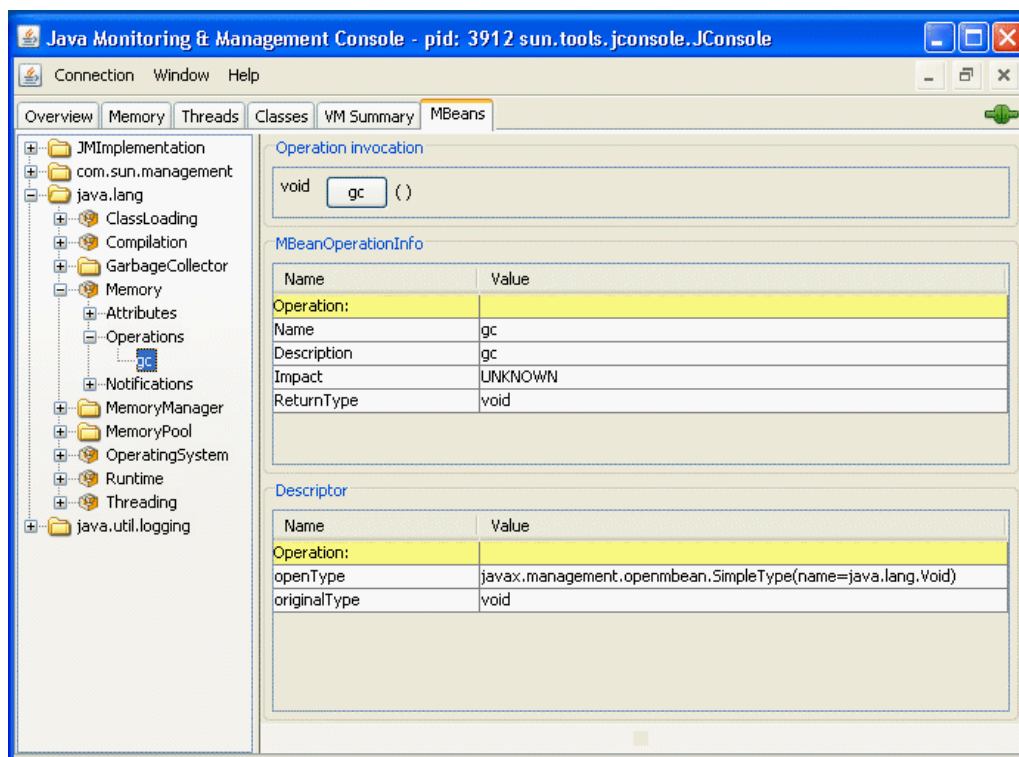 Java Monitoring & Management Console - pid: 3912 sun.tools.jconsole.JConsole
Connection Window Help
Overview Memory Threads Classes VM Summary MBeans
JMImplementation
com.sun.management
java.lang
ClassLoading
Compilation
GarbageCollector
Memory
Attributes
Operations
gc
Notifications
MemoryManager
MemoryPool
OperatingSystem
Runtime
Threading
java.util.logging
Operation invocation
void gc ( )
MBeanOperationInfo
Name Value
Operation:
Name gc
Description gc
Impact UNKNOWN
ReturnType void
Descriptor
Name Value
Operation:
openType javax.management.openmbean.SimpleType(name=java.lang.Void)
originalType void